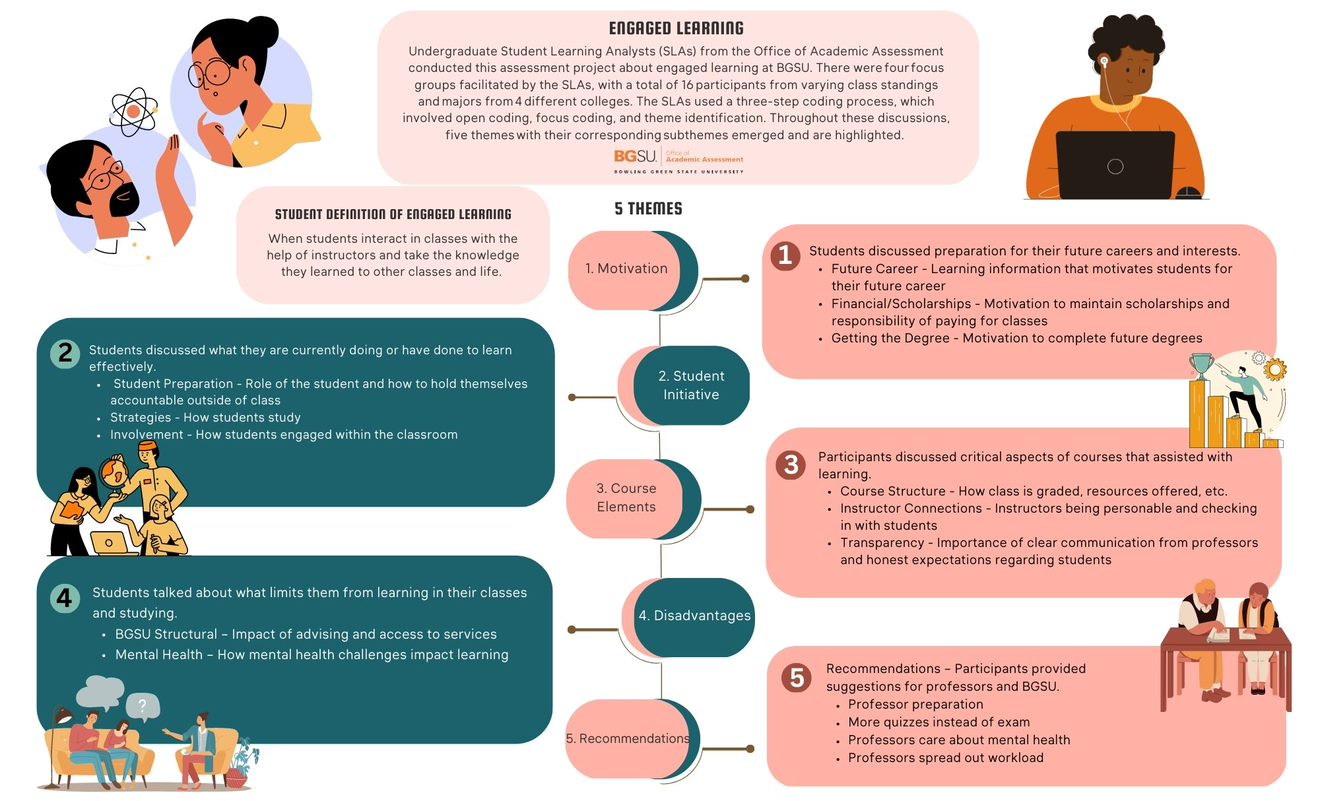 ENGAGED LEARNING
Undergraduate Student Learning Analysts (SLAs) from the Office of Academic Assessment
conducted this assessment project about engaged learning at BGSU. There were four focus
groups facilitated by the SLAs, with a total of 16 participants from varying class standings
and majors from 4 different colleges. The SLAs used a three-step coding process, which
involved open coding, focus coding, and theme identification. Throughout these discussions,
five themes with their corresponding subthemes emerged and are highlighted.
BGSU. Office of
Academic Assessment
BOWLING GREEN STATE UNIVERSITY
STUDENT DEFINITION OF ENGAGED LEARNING
When students interact in classes with the
help of instructors and take the knowledge
they learned to other classes and life.
5 THEMES
1. Motivation
1
Students discussed preparation for their future careers and interests.
• Future Career - Learning information that motivates students for
their future career
• Financial/Scholarships - Motivation to maintain scholarships and
responsibility of paying for classes
• Getting the Degree - Motivation to complete future degrees
2. Student
Initiative
2
Students discussed what they are currently doing or have done to learn
effectively.
• Student Preparation - Role of the student and how to hold themselves
accountable outside of class
• Strategies - How students study
• Involvement - How students engaged within the classroom
3. Course
Elements
3
Participants discussed critical aspects of courses that assisted with
learning.
• Course Structure - How class is graded, resources offered, etc.
• Instructor Connections - Instructors being personable and checking
in with students
• Transparency - Importance of clear communication from professors
and honest expectations regarding students
4. Disadvantages
4
Students talked about what limits them from learning in their classes
and studying.
• BGSU Structural – Impact of advising and access to services
• Mental Health – How mental health challenges impact learning
?
5. Recommendations
5
Recommendations – Participants provided
suggestions for professors and BGSU.
• Professor preparation
• More quizzes instead of exam
• Professors care about mental health
• Professors spread out workload